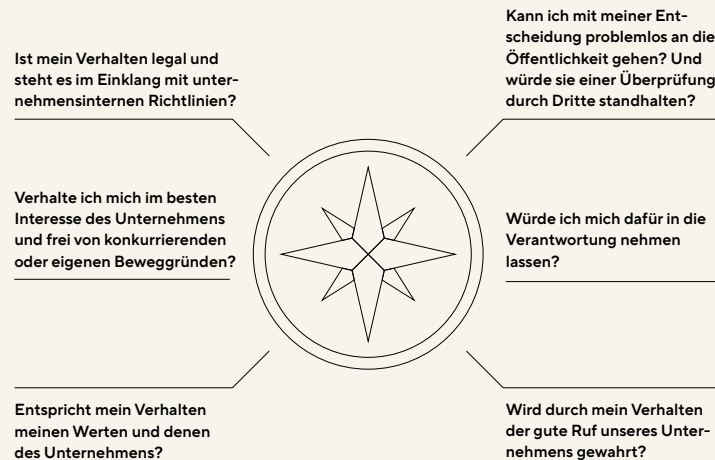 Ist mein Verhalten legal und
steht es im Einklang mit unter-
nehmensinternen Richtlinien?
Kann ich mit meiner Ent-
scheidung problemlos an die
Öffentlichkeit gehen? Und
würde sie einer Überprüfung
durch Dritte standhalten?
Verhalte ich mich im besten
Interesse des Unternehmens
und frei von konkurrierenden
oder eigenen Beweggründen?
Würde ich mich dafür in die
Verantwortung nehmen
lassen?
Entspricht mein Verhalten
meinen Werten und denen
des Unternehmens?
Wird durch mein Verhalten
der gute Ruf unseres Unter-
nehmens gewahrt?